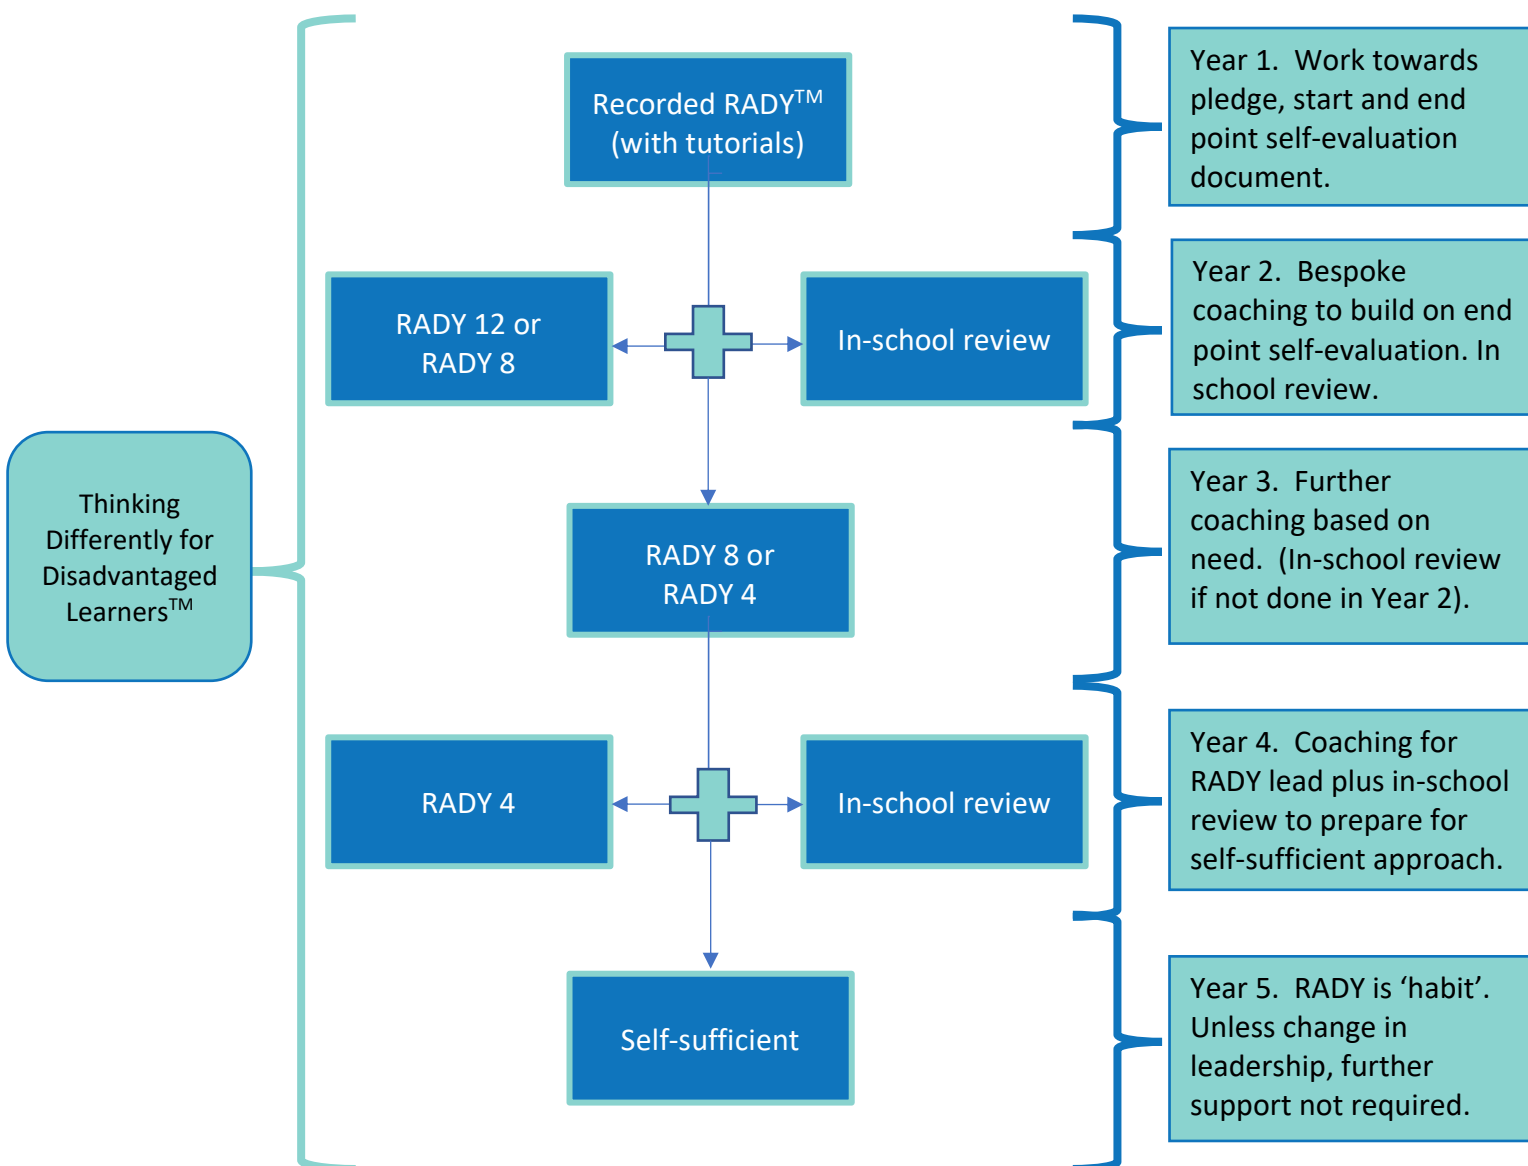 Recorded RADY™
(with tutorials)
Year 1. Work towards
pledge, start and end
point self-evaluation
document.
RADY 12 or
RADY 8
In-school review
Year 2. Bespoke
coaching to build on end
point self-evaluation. In
school review.
Thinking
Differently for
Disadvantaged
Learners™
RADY 8 or
RADY 4
Year 3. Further
coaching based on
need. (In-school review
if not done in Year 2).
RADY 4
In-school review
Year 4. Coaching for
RADY lead plus in-school
review to prepare for
self-sufficient approach.
Self-sufficient
Year 5. RADY is ‘habit’.
Unless change in
leadership, further
support not required.